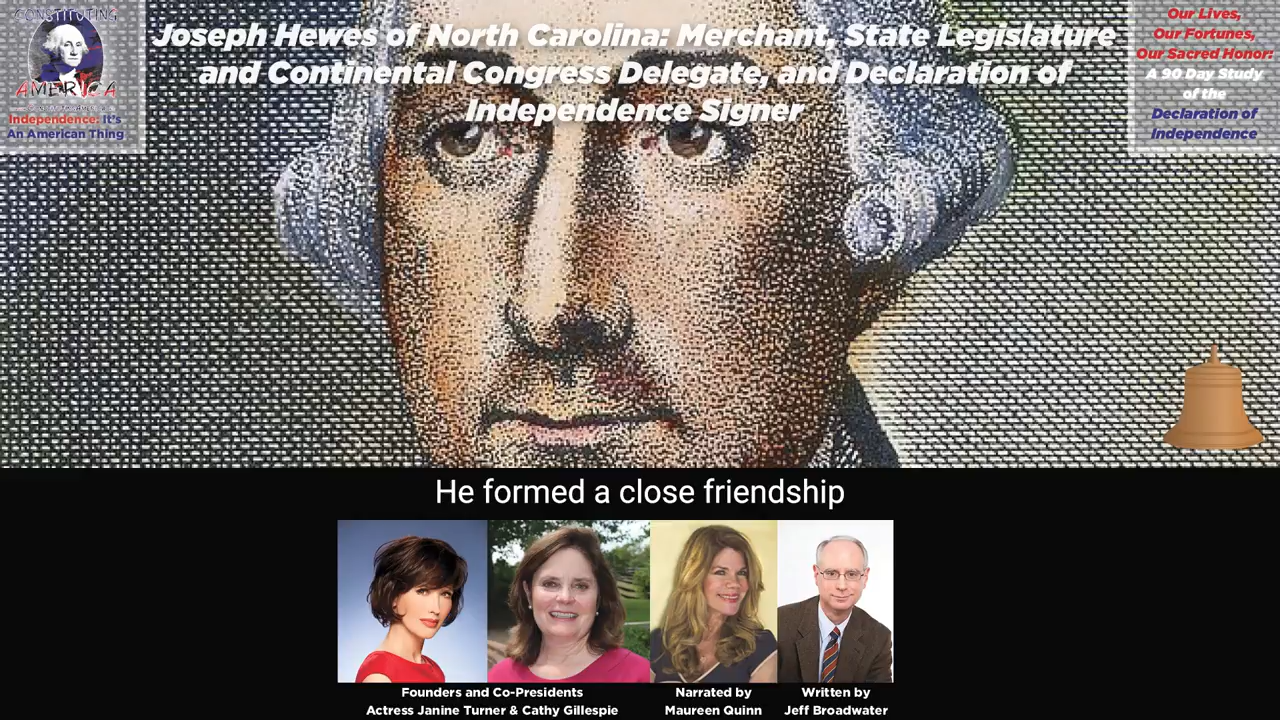 CONSTITUTING
AMERICA
Independence: It's
An American Thing
Joseph Hewes of North Carolina: Merchant, State Legislature
and Continental Congress Delegate, and Declaration of
Independence Signer
Our Lives,
Our Fortunes,
Our Sacred Honor:
A 90 Day Study
of the
Declaration of
Independence
He formed a close friendship
Founders and Co-Presidents
Actress Janine Turner & Cathy Gillespie
Narrated by
Maureen Quinn
Written by
Jeff Broadwater